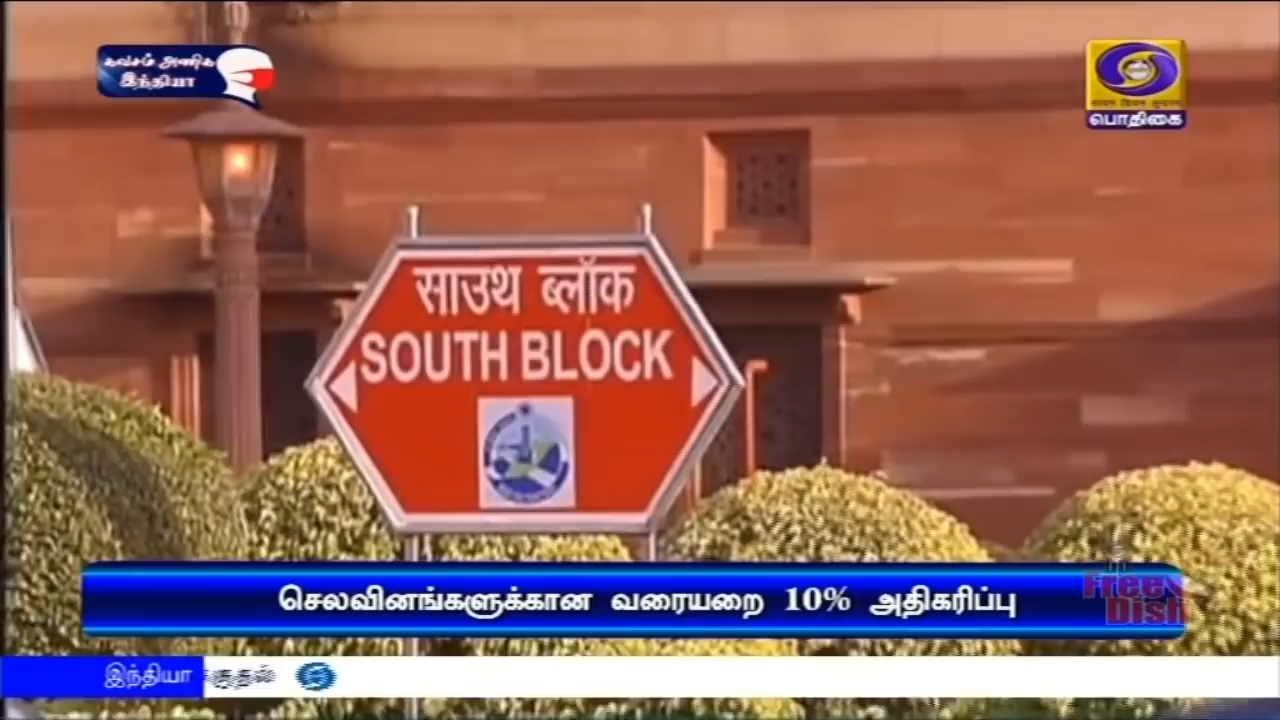 கவசம் அணிக
இந்தியா
பொதிகை
साउथ ब्लॉक
SOUTH BLOCK
செலவினங்களுக்கான வரையறை 10% அதிகரிப்பு
Free
Dish
இந்தியா